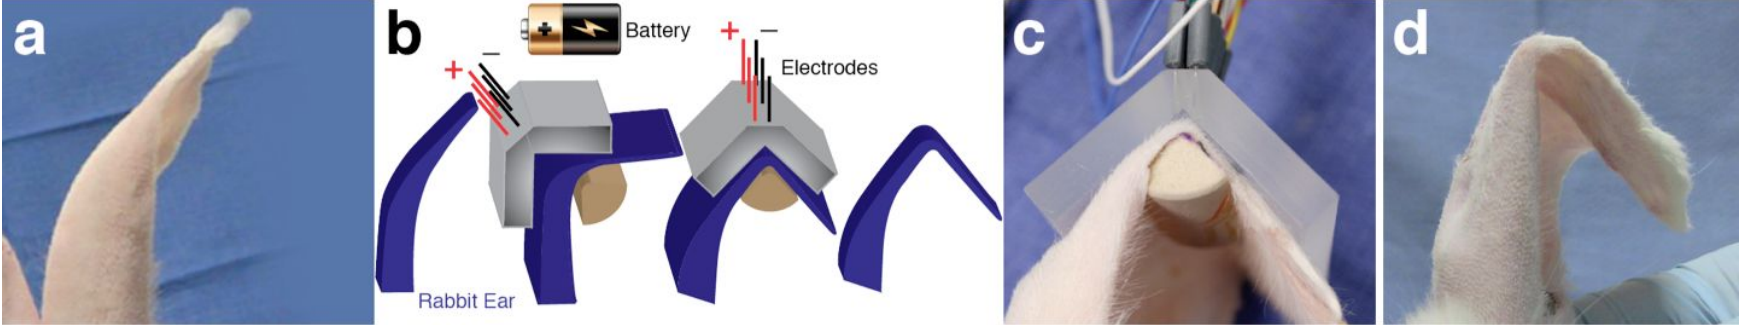 a
b
c
d
+ −
Battery
+ −
Electrodes
Rabbit Ear